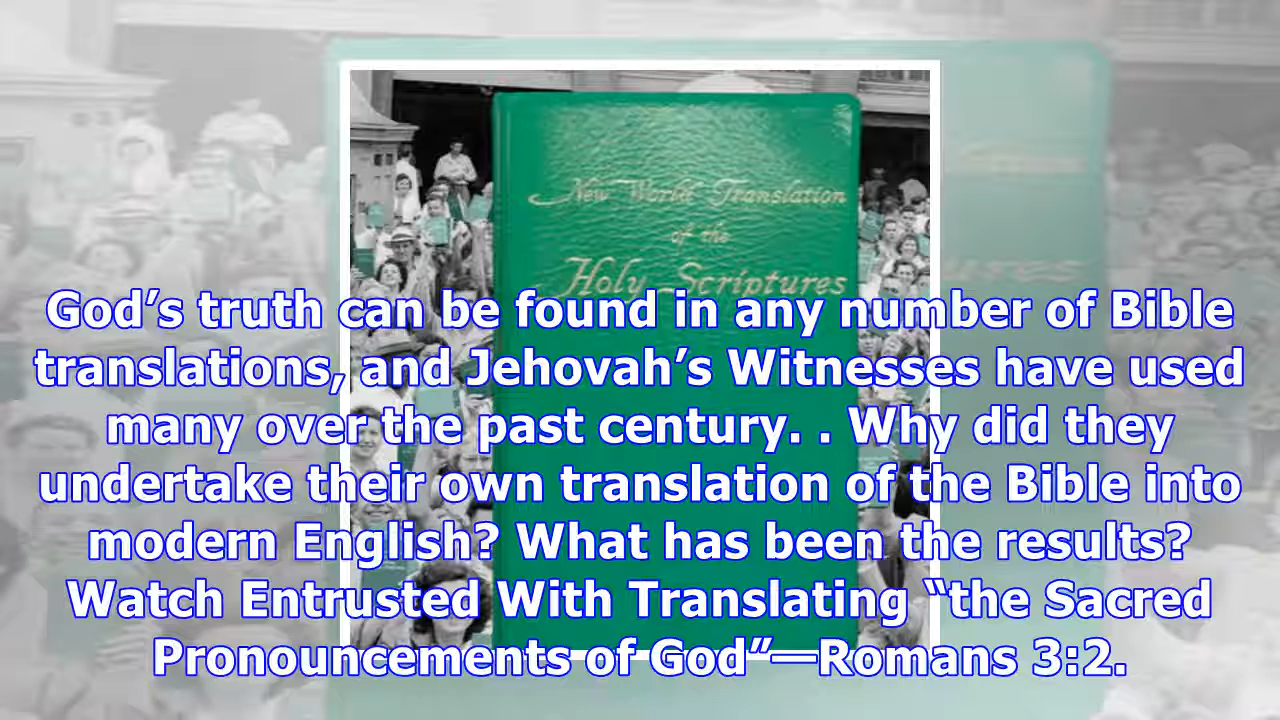 New World Translation
of the
Holy Scriptures
God’s truth can be found in any number of Bible
translations, and Jehovah’s Witnesses have used
many over the past century. . Why did they
undertake their own translation of the Bible into
modern English? What has been the results?
Watch Entrusted With Translating “the Sacred
Pronouncements of God”—Romans 3:2.